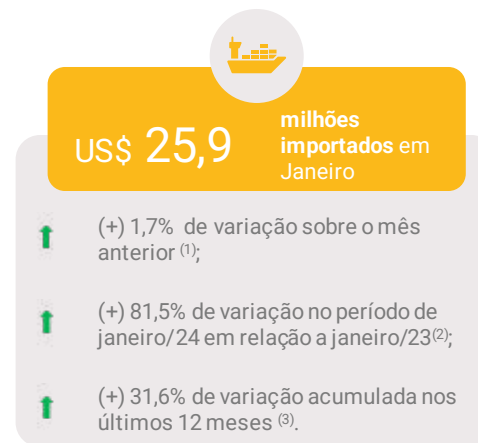 US$ 25,9
milhões
importados em
Janeiro
(+) 1,7% de variação sobre o mês
anterior (1);
(+) 81,5% de variação no período de
janeiro/24 em relação a janeiro/23(2);
(+) 31,6% de variação acumulada nos
últimos 12 meses (3).